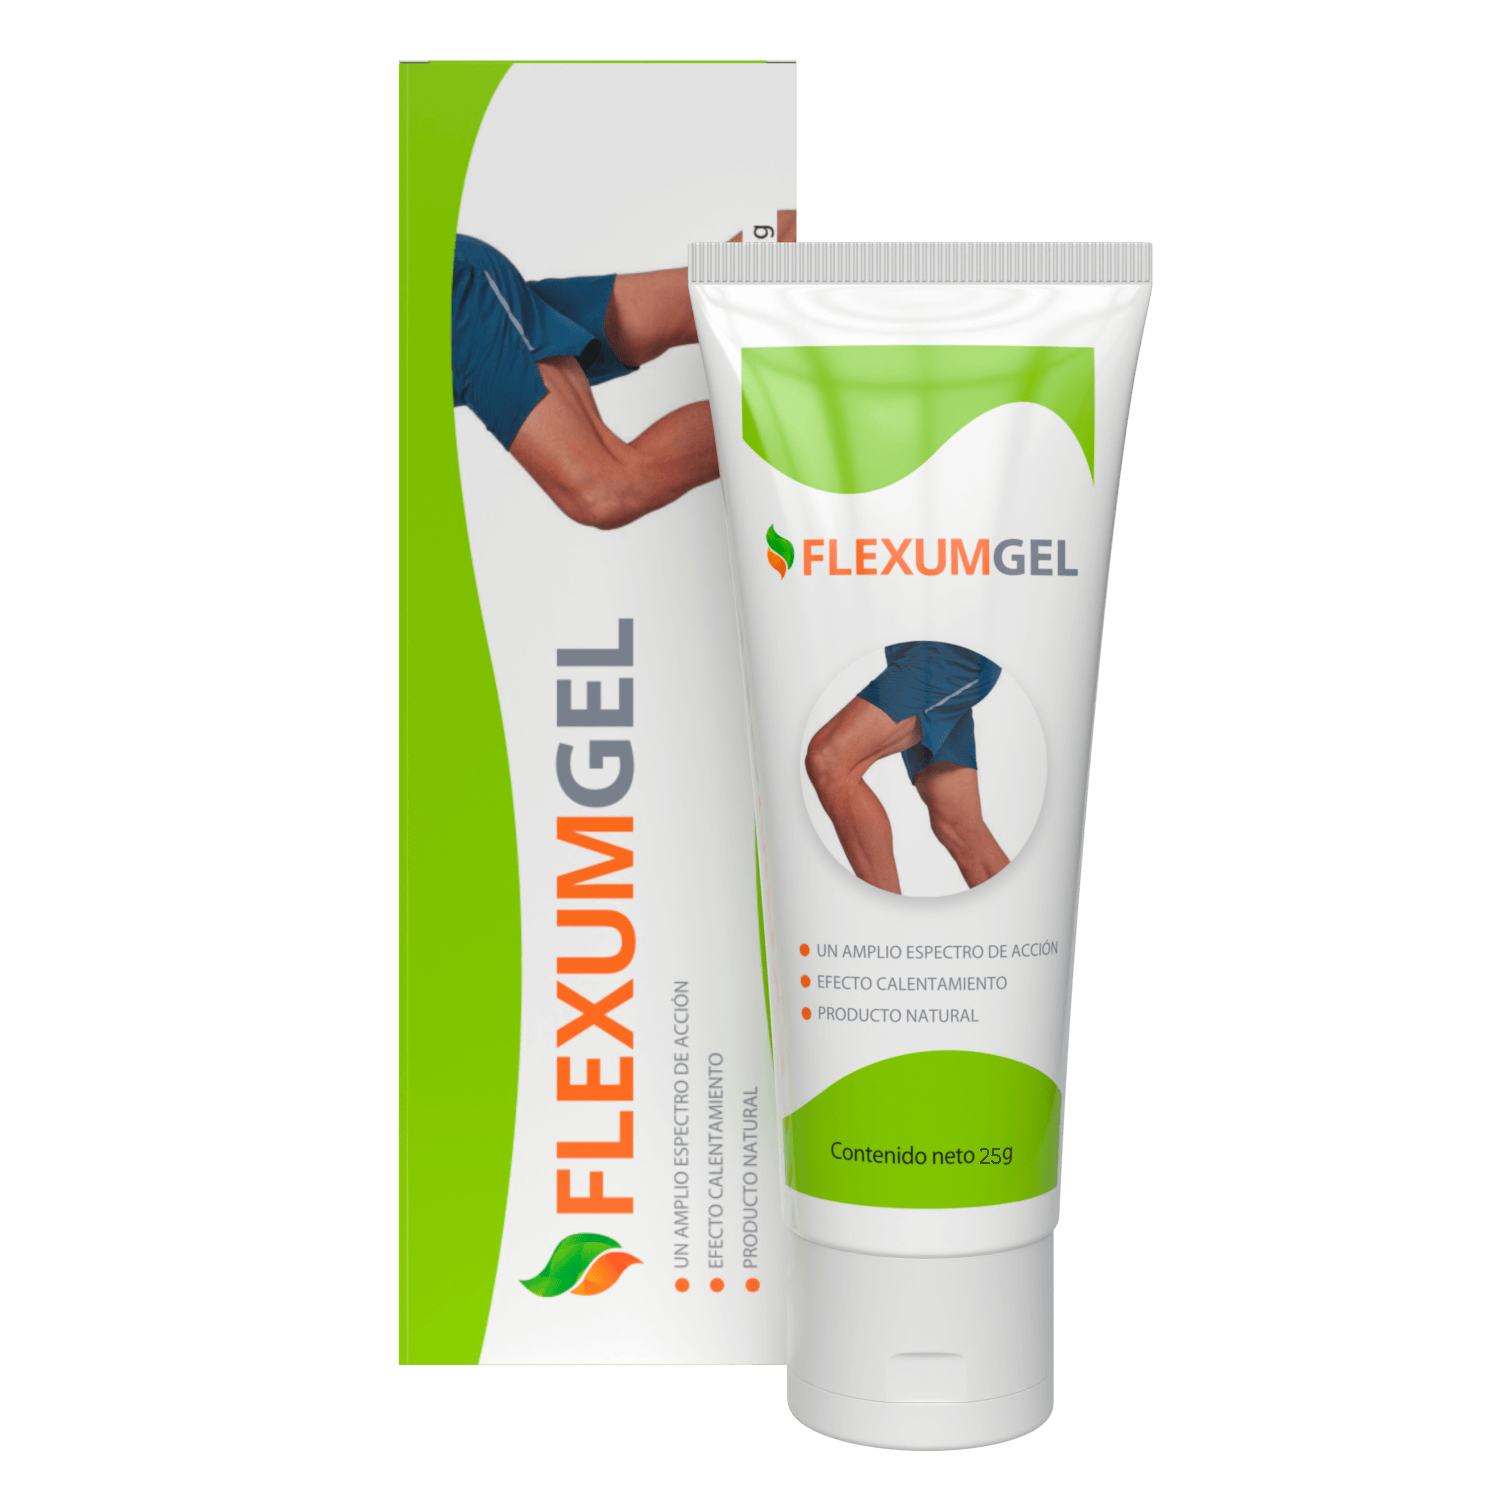 FLEXUMGEL
UN AMPLIO ESPECTRO DE ACCIÓN
EFECTO CALENTAMIENTO
PRODUCTO NATURAL
g
FLEXUMGEL
UN AMPLIO ESPECTRO DE ACCIÓN
EFECTO CALENTAMIENTO
PRODUCTO NATURAL
Contenido neto 25g